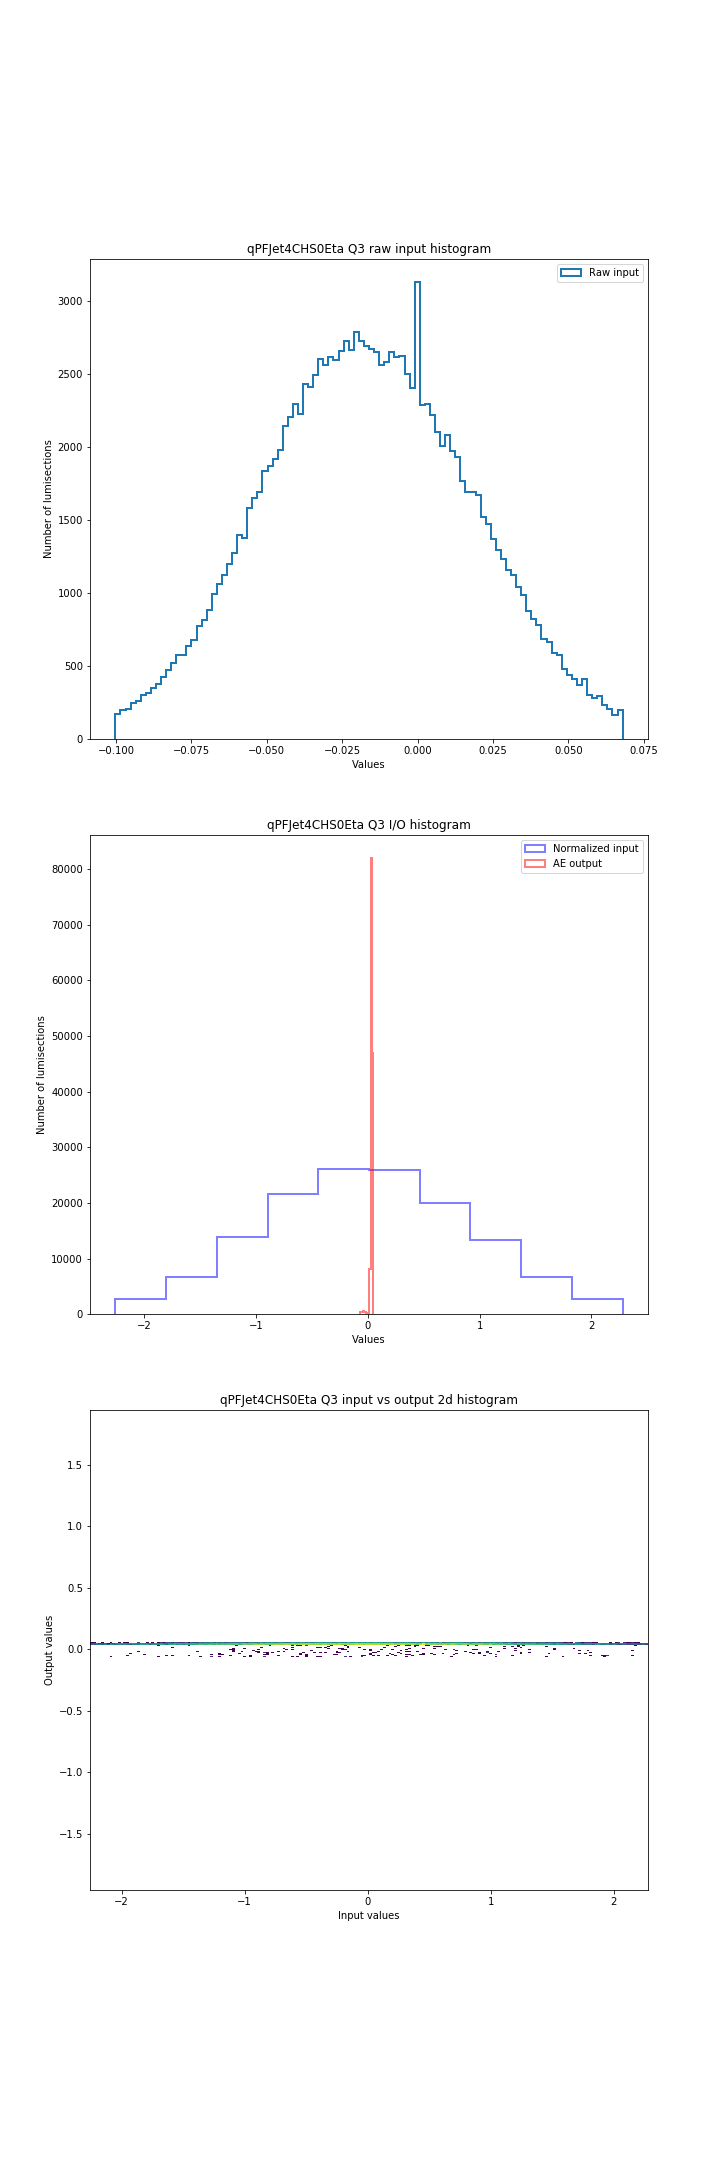 qPFJet4CHS0Eta Q3 raw input histogram
Raw input
3000
2500
2000
1500
1000
500
0
Number of lumisections
−0.100 −0.075 −0.050 −0.025 0.000 0.025 0.050 0.075
Values
qPFJet4CHS0Eta Q3 I/O histogram
Normalized input
AE output
80000
70000
60000
50000
40000
30000
20000
10000
0
Number of lumisections
−2 −1 0 1 2
Values
qPFJet4CHS0Eta Q3 input vs output 2d histogram
1.5
1.0
0.5
0.0
−0.5
−1.0
−1.5
Output values
−2 −1 0 1 2
Input values